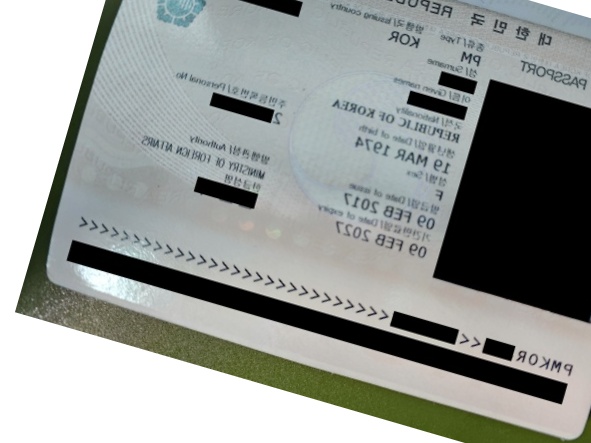 대한민국 REPUBLIC
PASSPORT
종류/Type
PM
발행국/Issuing country
KOR
성/Surname
이름/Given names
국적/Nationality
REPUBLIC OF KOREA
생년월일/Date of birth
19 MAR 1974
주민등록번호/Personal No
2
성별/Sex
F
발급일/Date of issue
09 FEB 2017
발행관청/Authority
MINISTRY OF FOREIGN AFFAIRS
기간만료일/Date of expiry
09 FEB 2027
한글성명
PMKOR
<<